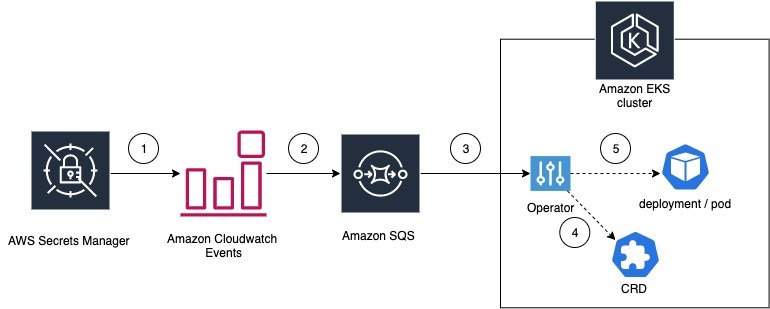 Amazon EKS
cluster
1
2
3
5
4
AWS Secrets Manager
Amazon Cloudwatch
Events
Amazon SQS
Operator
deployment / pod
CRD